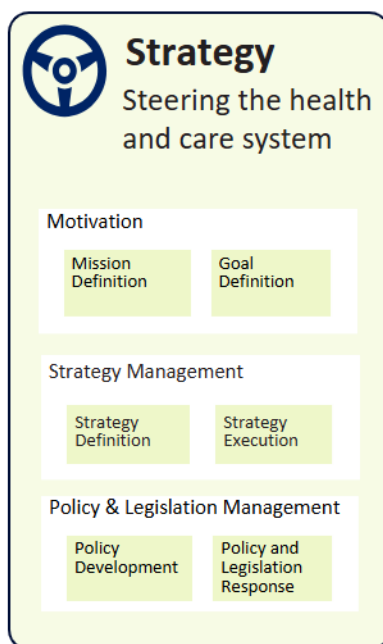 Strategy
Steering the health
and care system
Motivation
Mission
Definition
Goal
Definition
Strategy Management
Strategy
Definition
Strategy
Execution
Policy & Legislation Management
Policy
Development
Policy and
Legislation
Response